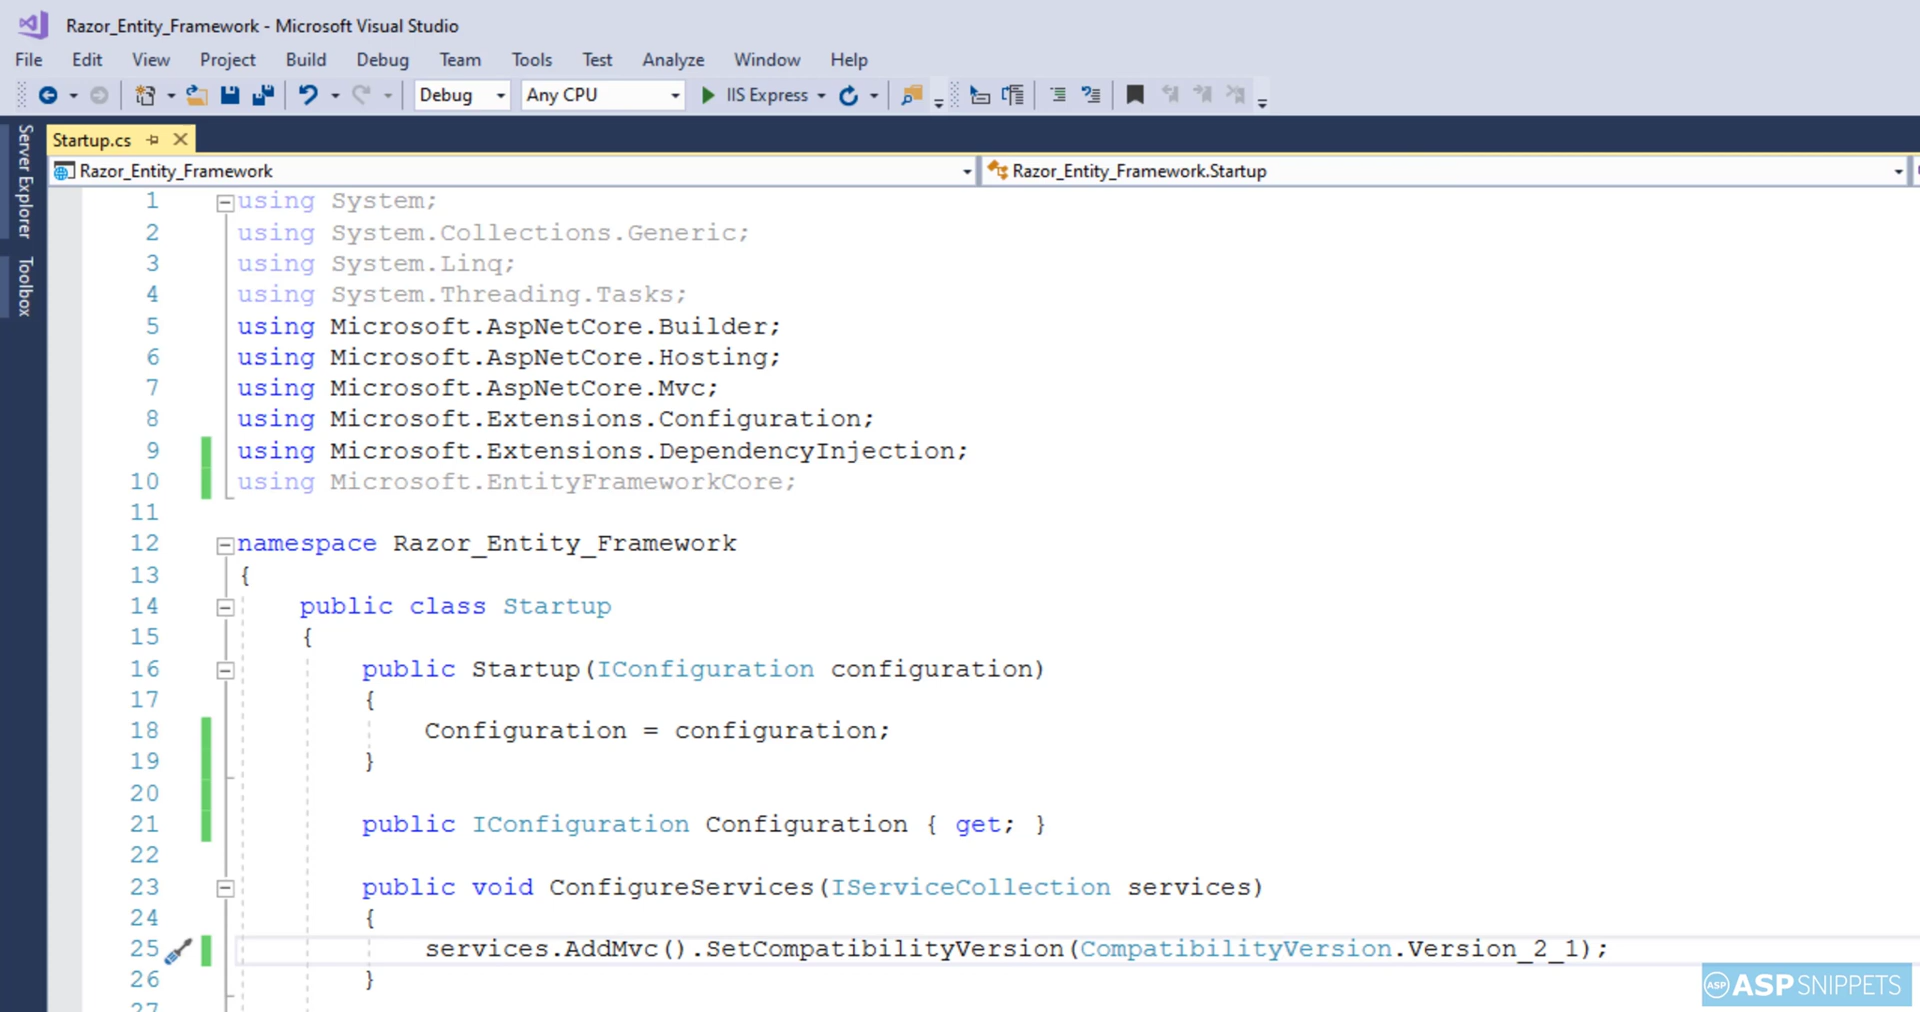 Razor_Entity_Framework - Microsoft Visual Studio
File Edit View Project Build Debug Team Tools Test Analyze Window Help
Debug Any CPU IIS Express
Server Explorer
Toolbox
Startup.cs
Razor_Entity_Framework Razor_Entity_Framework.Startup
1 using System;
2 using System.Collections.Generic;
3 using System.Linq;
4 using System.Threading.Tasks;
5 using Microsoft.AspNetCore.Builder;
6 using Microsoft.AspNetCore.Hosting;
7 using Microsoft.AspNetCore.Mvc;
8 using Microsoft.Extensions.Configuration;
9 using Microsoft.Extensions.DependencyInjection;
10 using Microsoft.EntityFrameworkCore;
11
12 namespace Razor_Entity_Framework
13 {
14 public class Startup
15 {
16 public Startup(IConfiguration configuration)
17 {
18 Configuration = configuration;
19 }
20
21 public IConfiguration Configuration { get; }
22
23 public void ConfigureServices(IServiceCollection services)
24 {
25 services.AddMvc().SetCompatibilityVersion(CompatibilityVersion.Version_2_1);
26 }
27
ASP ASPSNIPPETS